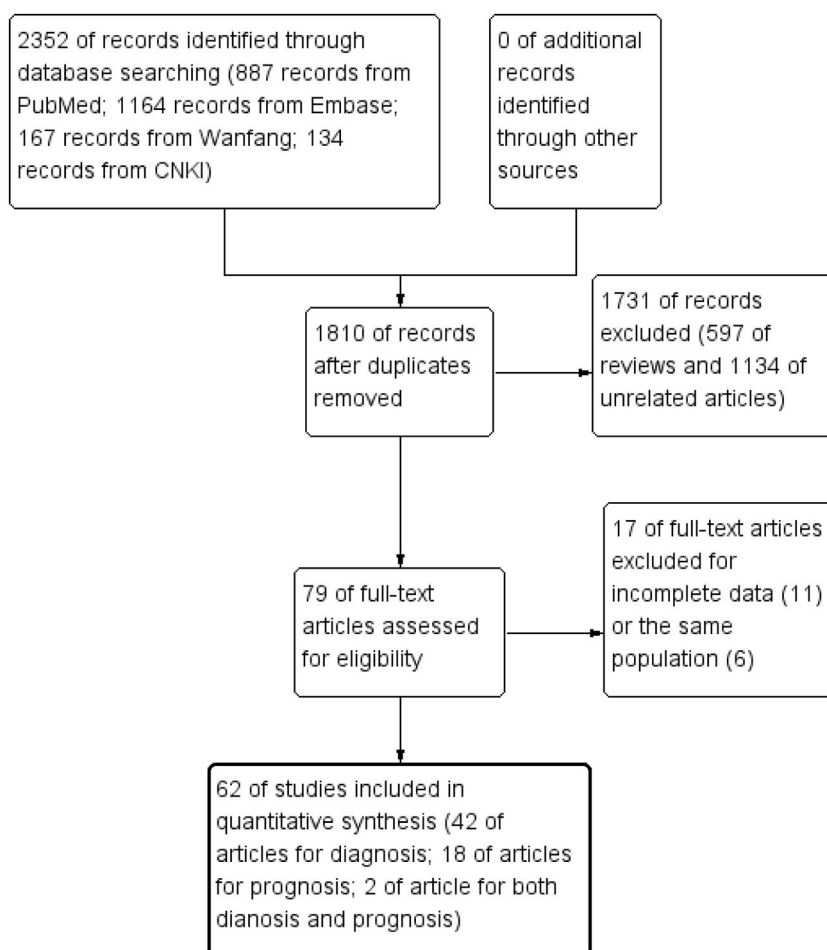 2352 of records identified through
database searching (887 records from
PubMed; 1164 records from Embase;
167 records from Wanfang; 134
records from CNKI)
0 of additional
records
identified
through other
sources
1810 of records
after duplicates
removed
1731 of records
excluded (597 of
reviews and 1134 of
unrelated articles)
79 of full-text
articles assessed
for eligibility
17 of full-text articles
excluded for
incomplete data (11)
or the same
population (6)
62 of studies included in
quantitative synthesis (42 of
articles for diagnosis; 18 of articles
for prognosis; 2 of article for both
dianosis and prognosis)